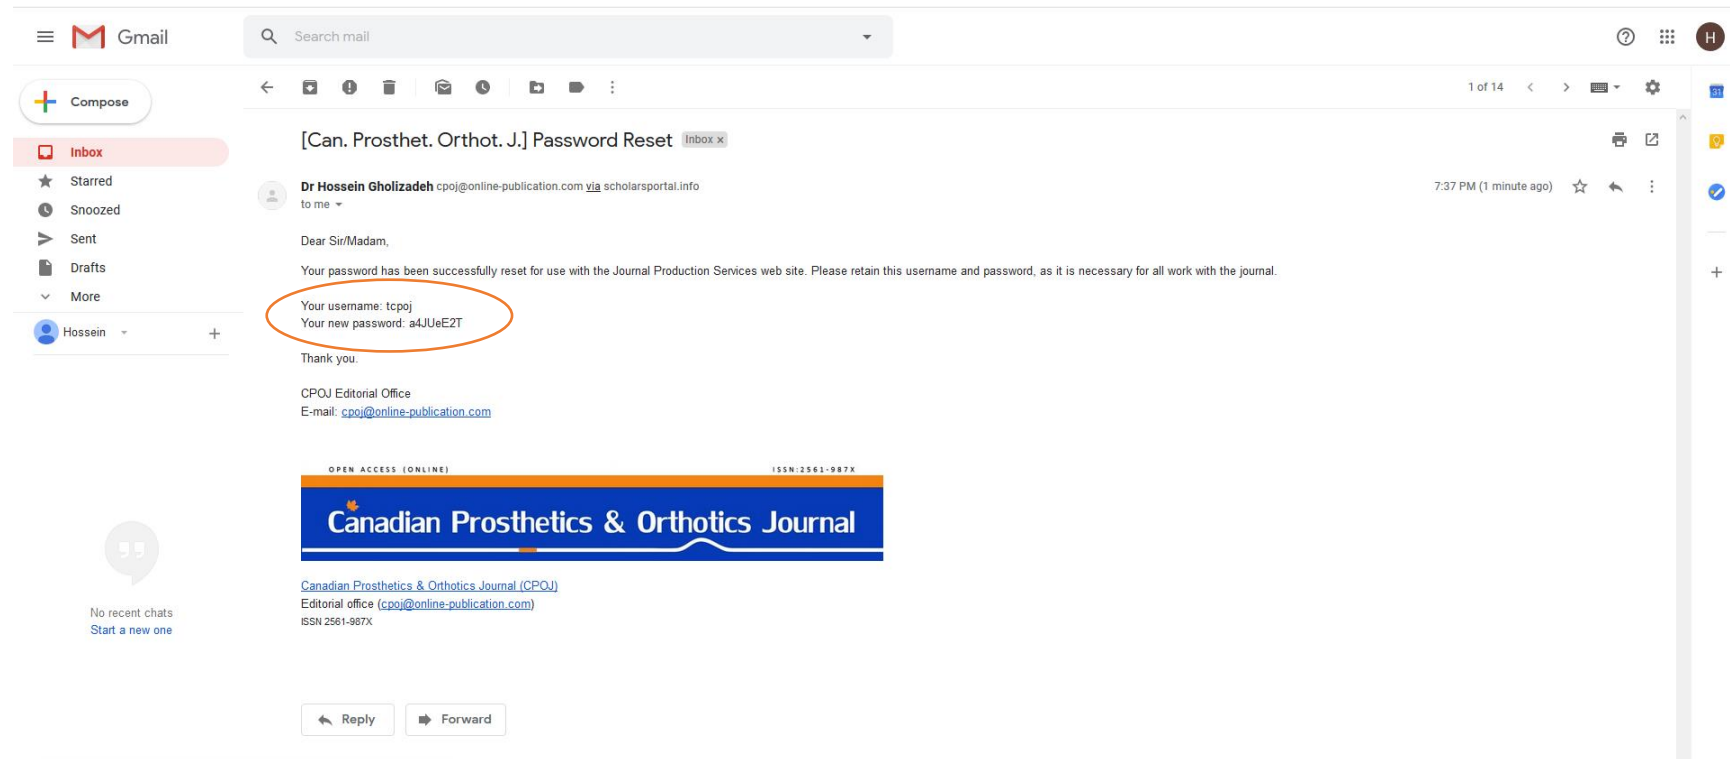 Gmail
Search mail
H
Compose
1 of 14
31
[Can. Prosthet. Orthot. J.] Password Reset Inbox x
Inbox
Starred
Snoozed
Sent
Drafts
More
Hossein
Dr Hossein Gholizadeh cpoj@online-publication.com via scholarsportal.info
7:37 PM (1 minute ago)
to me
Dear Sir/Madam,
Your password has been successfully reset for use with the Journal Production Services web site. Please retain this username and password, as it is necessary for all work with the journal.
Your username: tcpoj
Your new password: a4JUeE2T
Thank you.
CPOJ Editorial Office
E-mail: cpoj@online-publication.com
OPEN ACCESS (ONLINE)
ISSN:2561-987X
Canadian Prosthetics & Orthotics Journal
Canadian Prosthetics & Orthotics Journal (CPOJ)
Editorial office (cpoj@online-publication.com)
ISSN 2561-987X
No recent chats
Start a new one
Reply
Forward